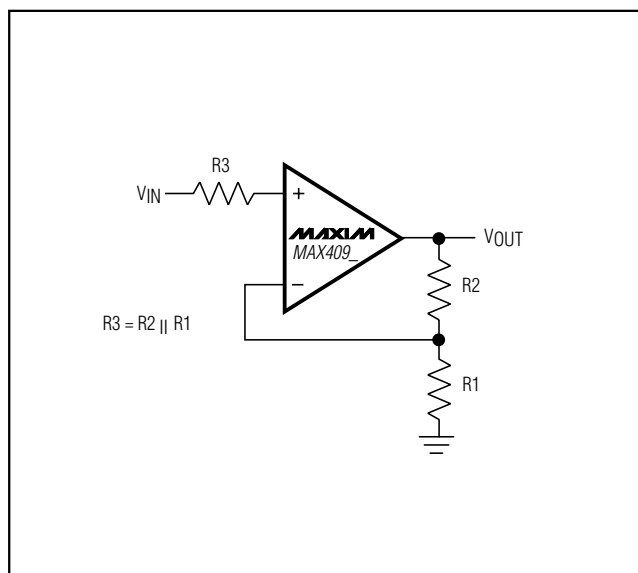 R3
VIN
+
MAXIM
MAX409_
VOUT
−
R2
R3 = R2 || R1
R1